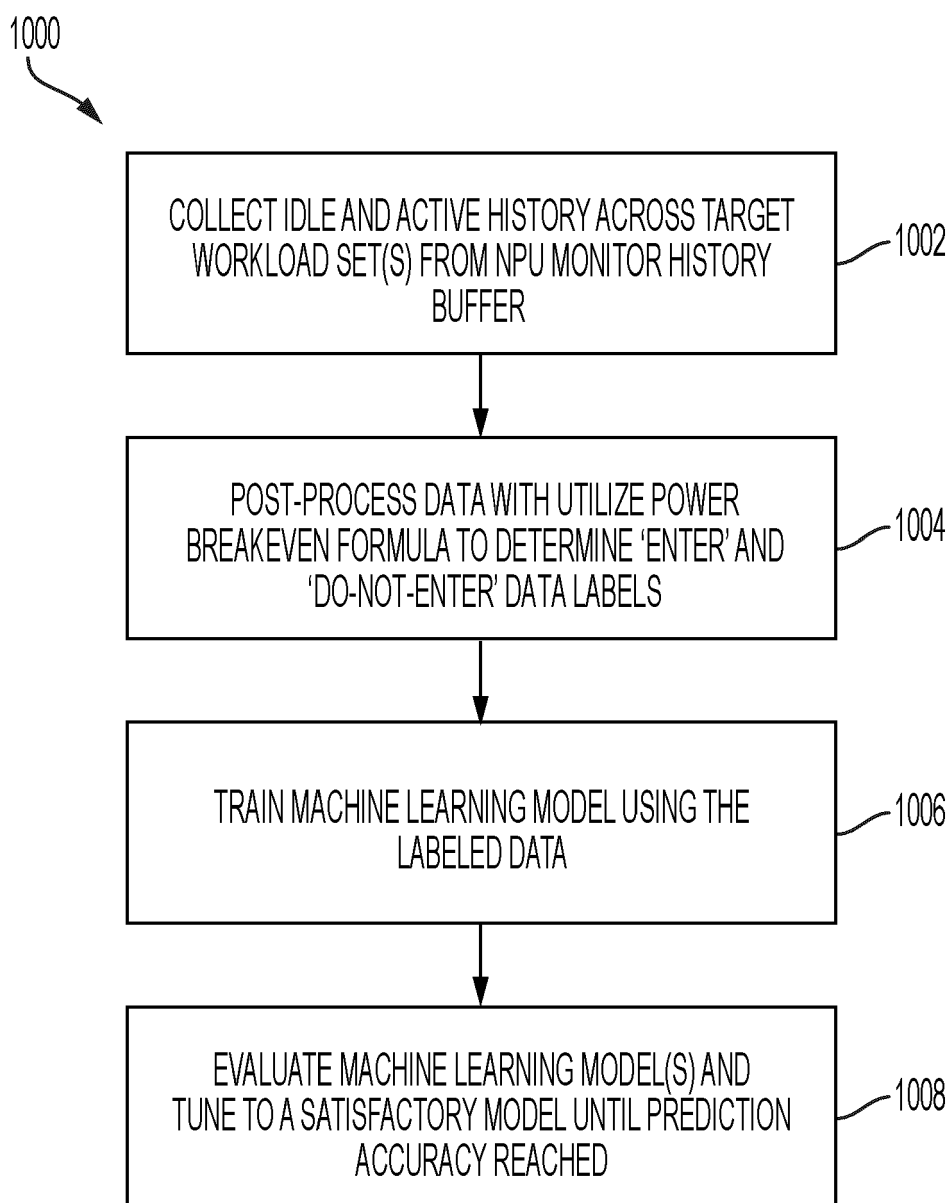 1000
COLLECT IDLE AND ACTIVE HISTORY ACROSS TARGET
WORKLOAD SET(S) FROM NPU MONITOR HISTORY
BUFFER
1002
POST-PROCESS DATA WITH UTILIZE POWER
BREAKEVEN FORMULA TO DETERMINE ‘ENTER’ AND
‘DO-NOT-ENTER’ DATA LABELS
1004
TRAIN MACHINE LEARNING MODEL USING THE
LABELED DATA
1006
EVALUATE MACHINE LEARNING MODEL(S) AND
TUNE TO A SATISFACTORY MODEL UNTIL PREDICTION
ACCURACY REACHED
1008